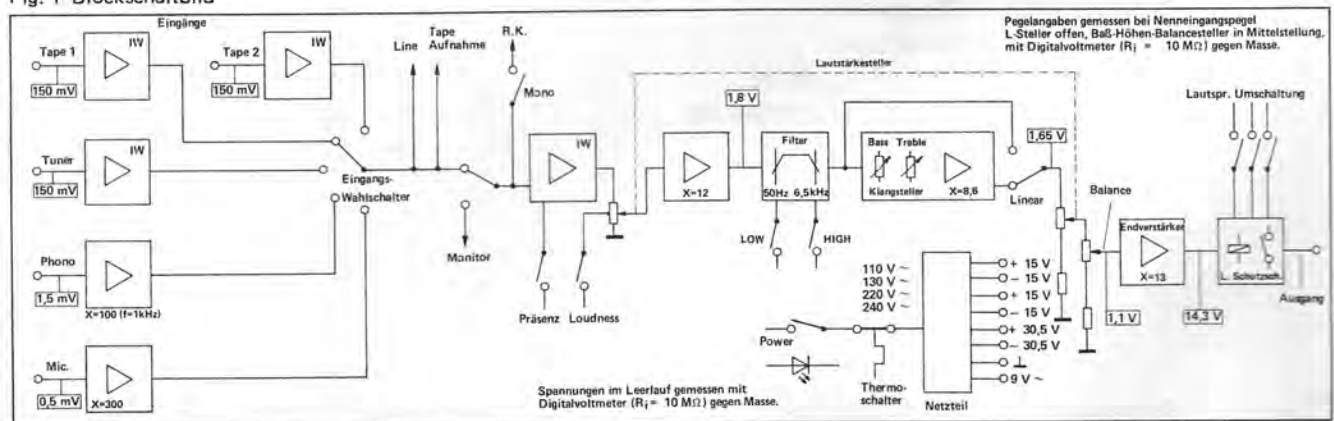 Fig. 1 Blockschaltbild
Eingänge
Tape 1
150 mV
IW
Tape 2
150 mV
IW
Tuner
150 mV
IW
Phono
1,5 mV
X=100 (f=1kHz)
Mic.
0,5 mV
X=300
Eingangs-
Wahlschalter
Line
Tape
Aufnahme
R.K.
Mono
Monitor
IW
Präsenz
Loudness
Lautstärkesteller
X=12
1,8 V
Filter
50Hz
6,5kHz
LOW
HIGH
Bass
Treble
Klangsteller
X=8,6
1,65 V
Linear
Balance
1,1 V
Endverstärker
X=13
14,3 V
Lautspr. Umschaltung
L. Schutzsch.
Ausgang
Pegelangaben gemessen bei Nenneingangspegel
L-Steller offen, Baß-Höhen-Balancesteller in Mittelstellung,
mit Digitalvoltmeter (Ri = 10 MΩ) gegen Masse.
110 V ~
130 V ~
220 V ~
240 V ~
Power
Thermo-
schalter
Netzteil
+ 15 V
– 15 V
+ 15 V
– 15 V
+ 30,5 V
– 30,5 V
⊥
9 V ~
Spannungen im Leerlauf gemessen mit
Digitalvoltmeter (Ri = 10 MΩ) gegen Masse.